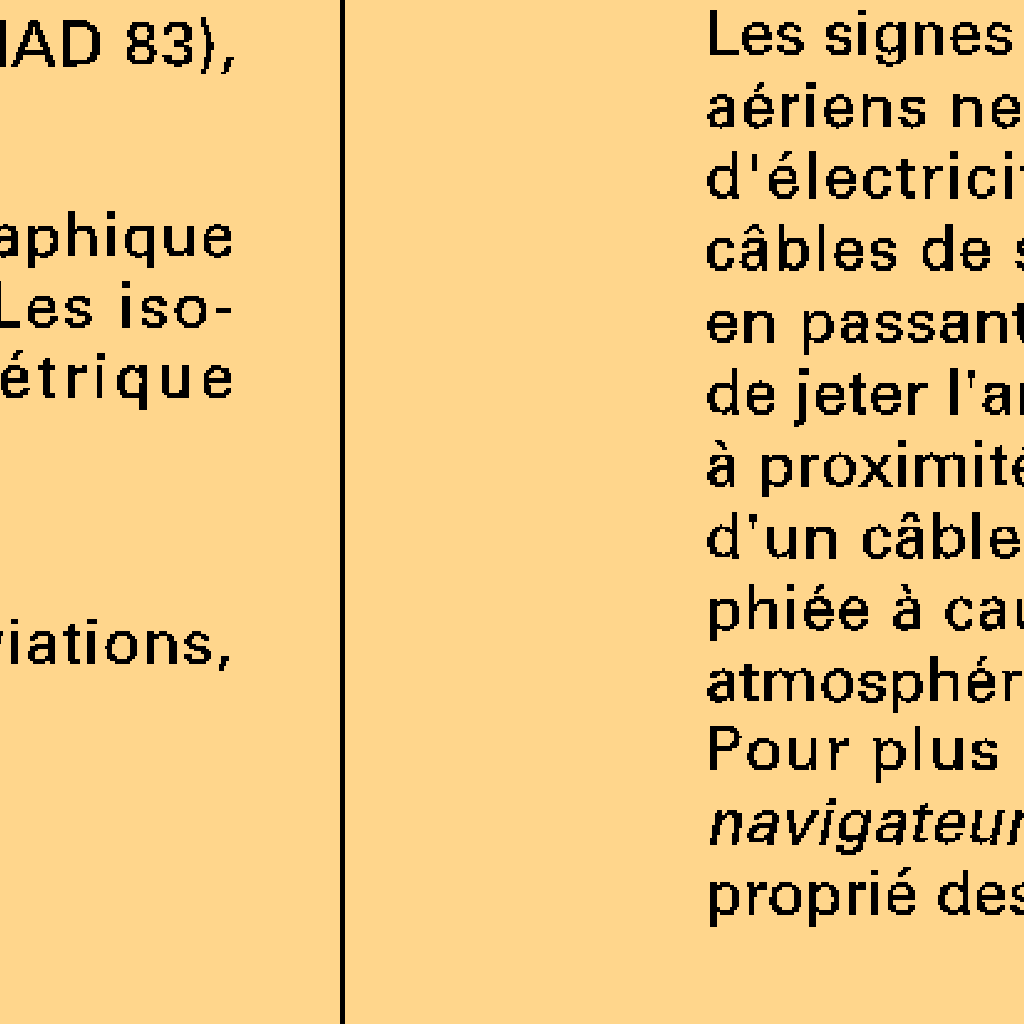 NAD 83),
aphique
Les iso-
étrique
viations,
Les signes
aériens ne
d'électricit
câbles de s
en passant
de jeter l'a
à proximité
d'un câble
phiée à cau
atmosphér
Pour plus
navigateur
proprié des